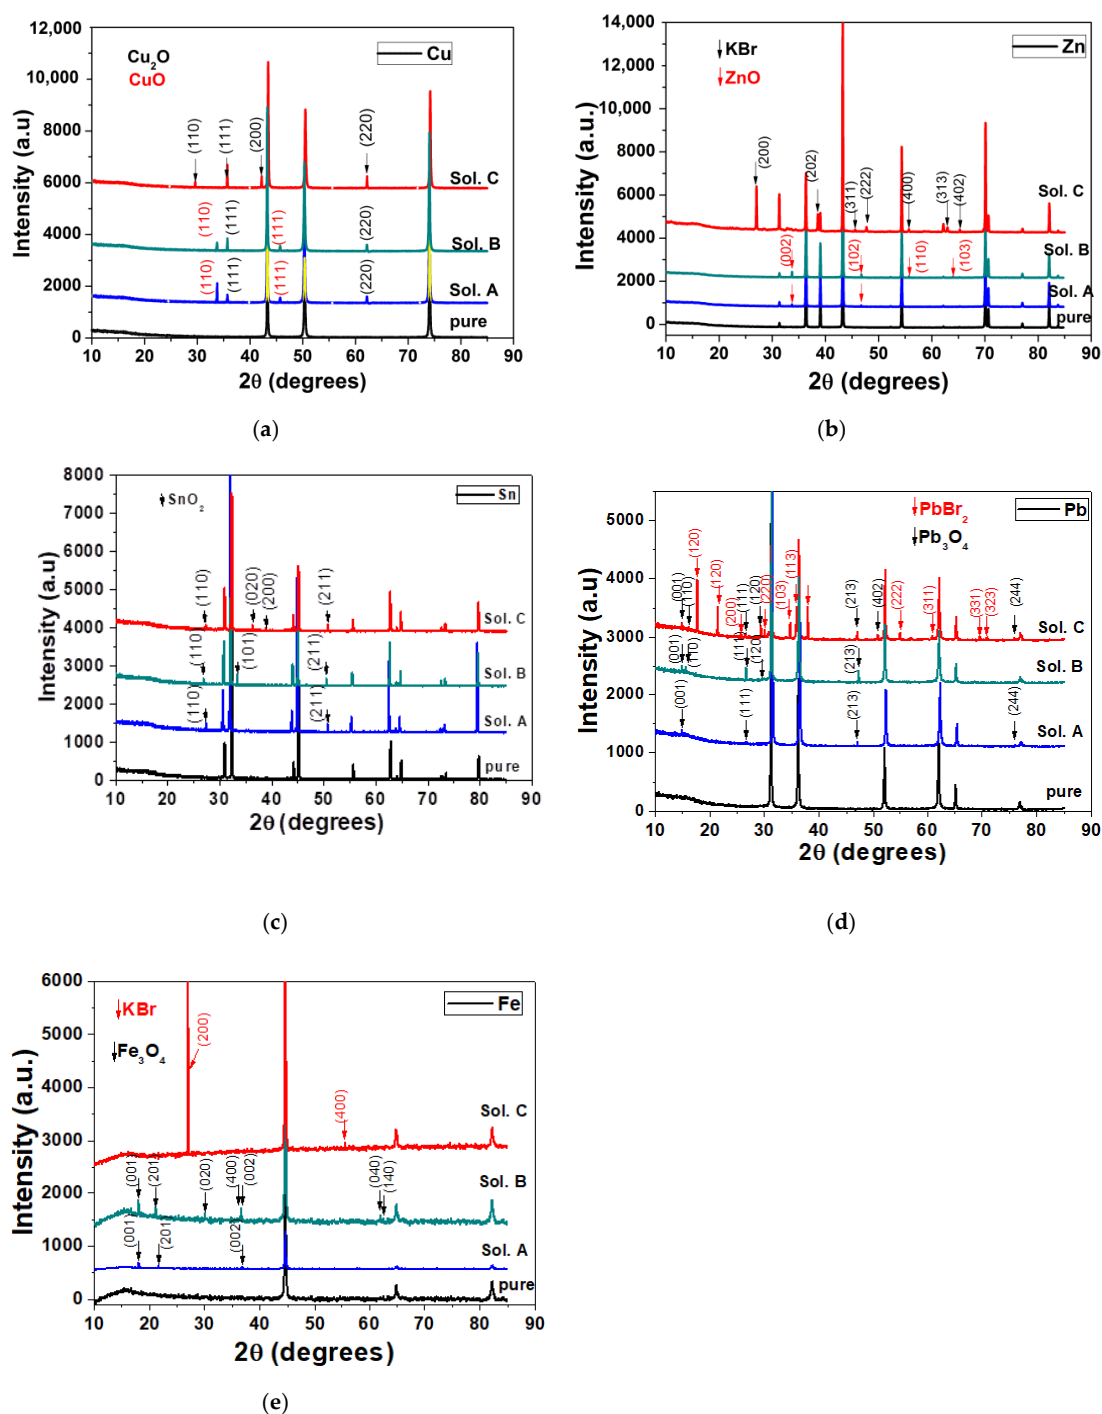 12,000
10,000
8000
6000
4000
2000
0
Intensity (a.u)
Cu₂O
CuO
Cu
(110)
(111)
(200)
(220)
Sol. C
(110)
(111)
(111)
(220)
Sol. B
(110)
(111)
(111)
(220)
Sol. A
pure
10 20 30 40 50 60 70 80 90
2θ (degrees)
(a)
14,000
12,000
10,000
8000
6000
4000
2000
0
Intensity (a.u.)
KBr
ZnO
Zn
(200)
(202)
(311)
(222)
(400)
(313)
(402)
Sol. C
(002)
(102)
(110)
(103)
Sol. B
Sol. A
pure
10 20 30 40 50 60 70 80 90
2θ (degrees)
(b)
8000
7000
6000
5000
4000
3000
2000
1000
0
Intensity (a.u)
SnO₂
Sn
(110)
(020)
(200)
(211)
Sol. C
(110)
(101)
(211)
Sol. B
(110)
(211)
Sol. A
pure
10 20 30 40 50 60 70 80 90
2θ (degrees)
(c)
5000
4000
3000
2000
1000
0
Intensity (a.u.)
PbBr₂
Pb₃O₄
Pb
(001)
(110)
(120)
(120)
(200)
(111)
(120)
(220)
(103)
(113)
(213)
(402)
(222)
(311)
(331)
(323)
(244)
Sol. C
(001)
(110)
(111)
(120)
(213)
Sol. B
(001)
(111)
(213)
(244)
Sol. A
pure
10 20 30 40 50 60 70 80 90
2θ (degrees)
(d)
6000
5000
4000
3000
2000
1000
0
Intensity (a.u.)
KBr
Fe₃O₄
Fe
(200)
(400)
Sol. C
(001)
(201)
(020)
(400)
(002)
(040)
(140)
Sol. B
(001)
(201)
(002)
Sol. A
pure
10 20 30 40 50 60 70 80 90
2θ (degrees)
(e)